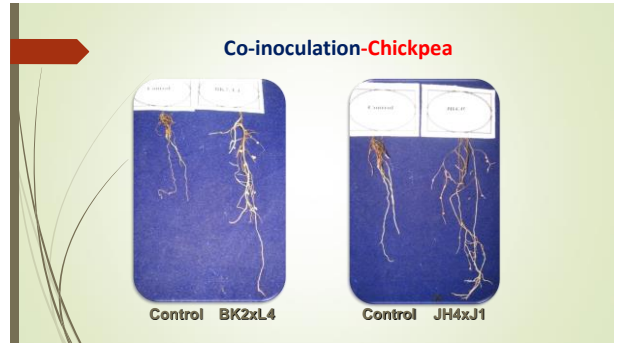 Co-inoculation-Chickpea
Control
Control
Control BK2xL4
Control JH4xJ1